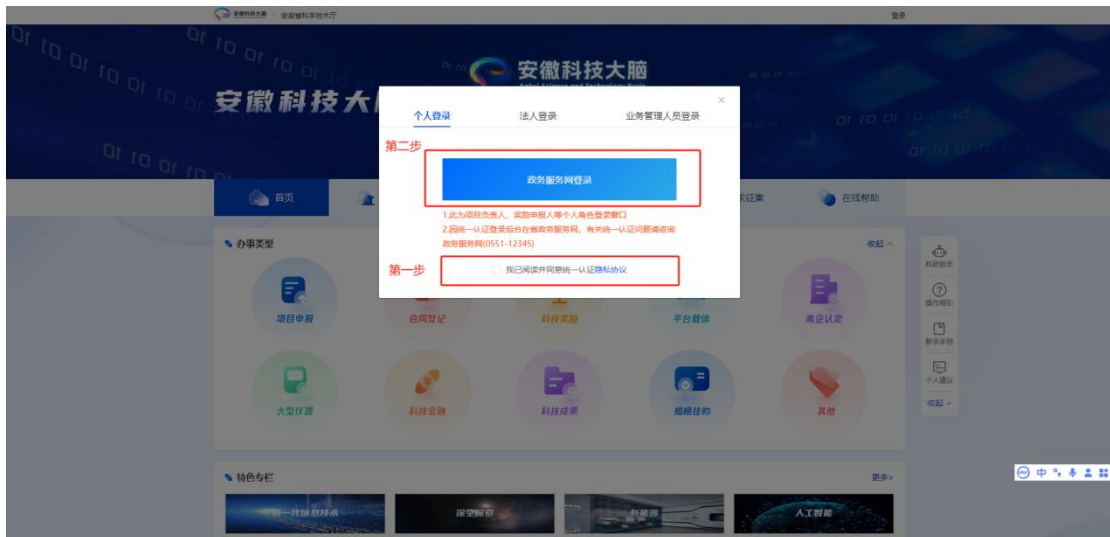 安徽科技大脑 安徽省科学技术厅
登录
安徽科技大脑
Anhui Science and Technology Brain
安徽科技大
个人登录
法人登录
业务管理人员登录
×
第二步
政务服务网登录
1.此为项目负责人、奖励申报人等个人角色登录窗口
2.因统一认证登录后台在省政务服务网，有关统一认证问题请咨询
政务服务网(0551-12345)
第一步
我已阅读并同意统一认证隐私协议
首页
求征集
在线帮助
办事类型
收起
项目申报
合同登记
科技奖励
平台载体
高企认定
大型仪器
科技金融
科技成果
揭榜挂帅
其他
科研助手
操作指引
新手手册
个人建议
收起
特色专栏
更多>
新一代信息技术
深空探索
新能源
人工智能
中